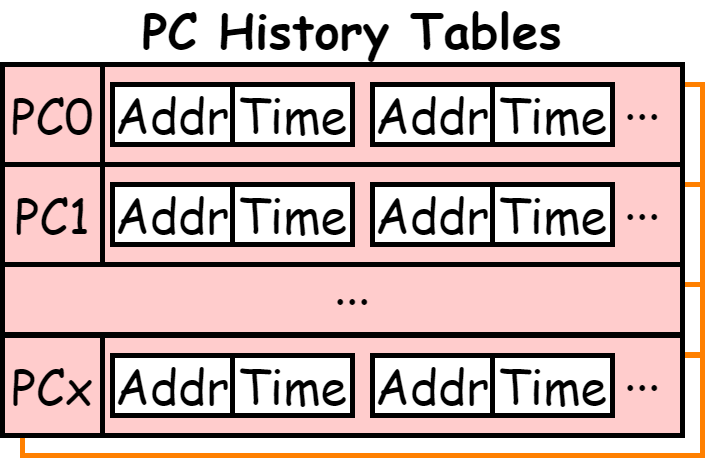 PC History Tables
PC0 Addr Time Addr Time ...
PC1 Addr Time Addr Time ...
...
PCx Addr Time Addr Time ...